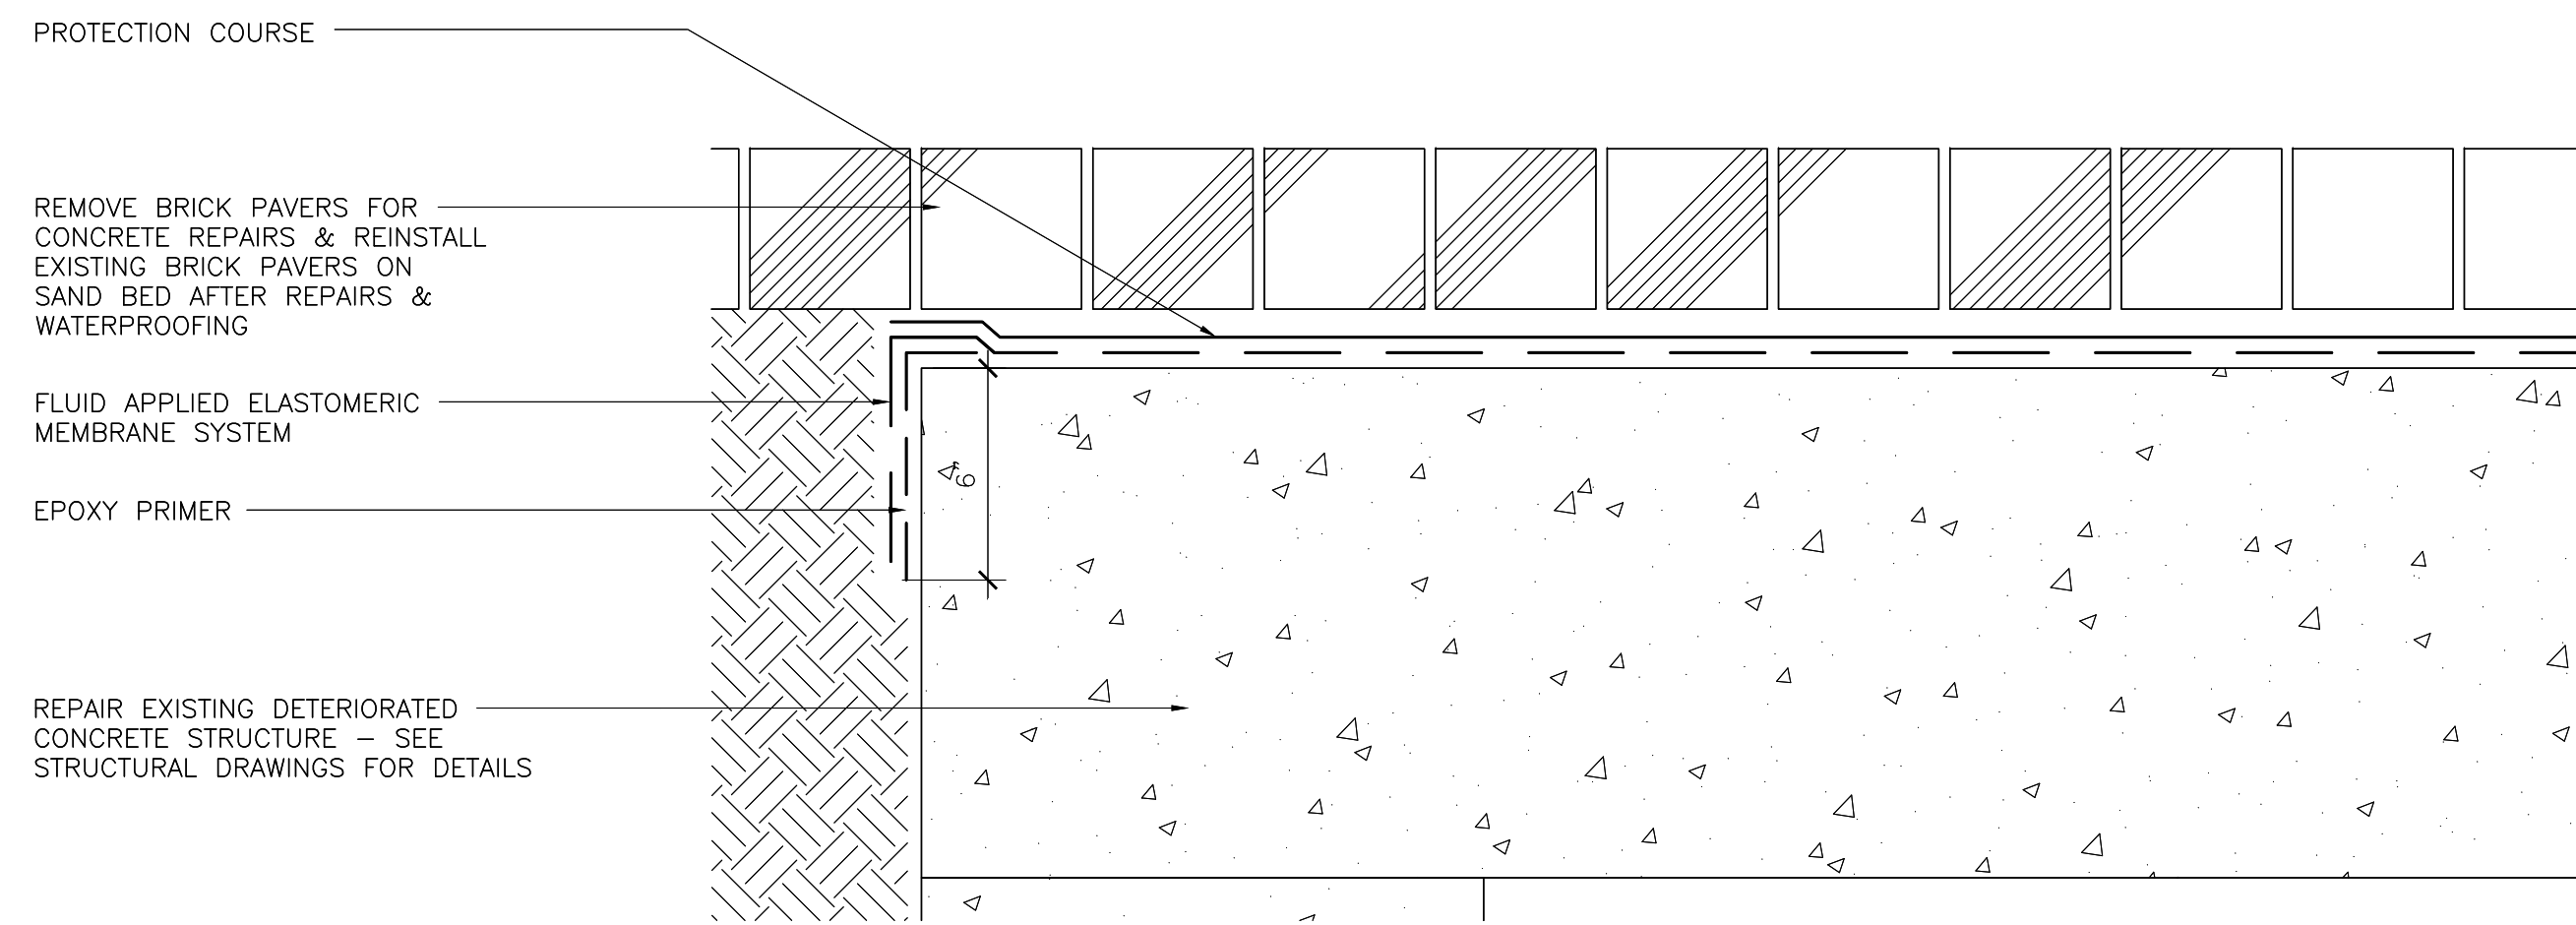 PROTECTION COURSE
REMOVE BRICK PAVERS FOR
CONCRETE REPAIRS & REINSTALL
EXISTING BRICK PAVERS ON
SAND BED AFTER REPAIRS &
WATERPROOFING
FLUID APPLIED ELASTOMERIC
MEMBRANE SYSTEM
EPOXY PRIMER
REPAIR EXISTING DETERIORATED
CONCRETE STRUCTURE – SEE
STRUCTURAL DRAWINGS FOR DETAILS